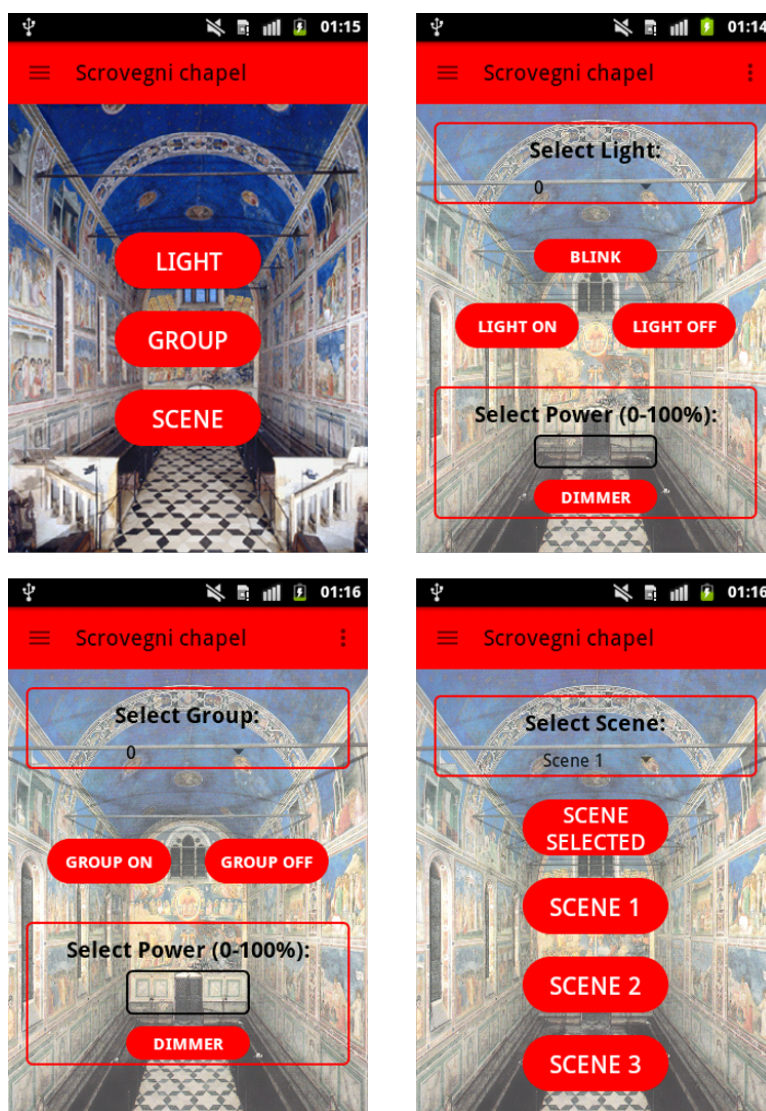 01:15
Scrovegni chapel
LIGHT
GROUP
SCENE
01:14
Scrovegni chapel
Select Light:
0
BLINK
LIGHT ON
LIGHT OFF
Select Power (0-100%):
DIMMER
01:16
Scrovegni chapel
Select Group:
0
GROUP ON
GROUP OFF
Select Power (0-100%):
DIMMER
01:16
Scrovegni chapel
Select Scene:
Scene 1
SCENE
SELECTED
SCENE 1
SCENE 2
SCENE 3